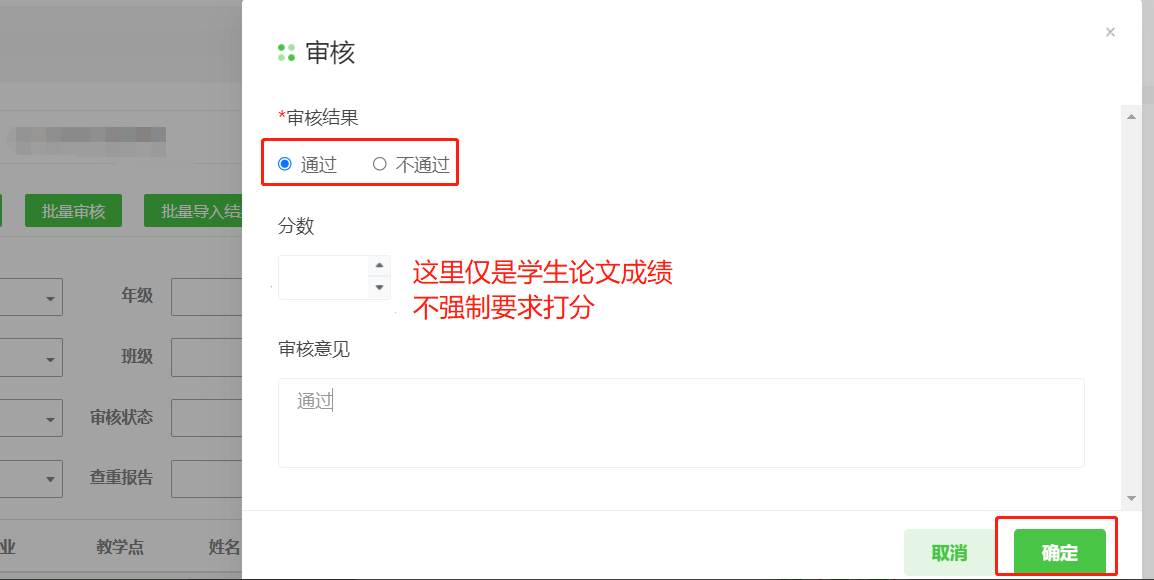 ×
审核
*审核结果
通过 不通过
批量审核 批量导入结
分数
这里仅是学生论文成绩
不强制要求打分
年级
审核意见
班级
通过
审核状态
查重报告
业 教学点 姓名
取消 确定